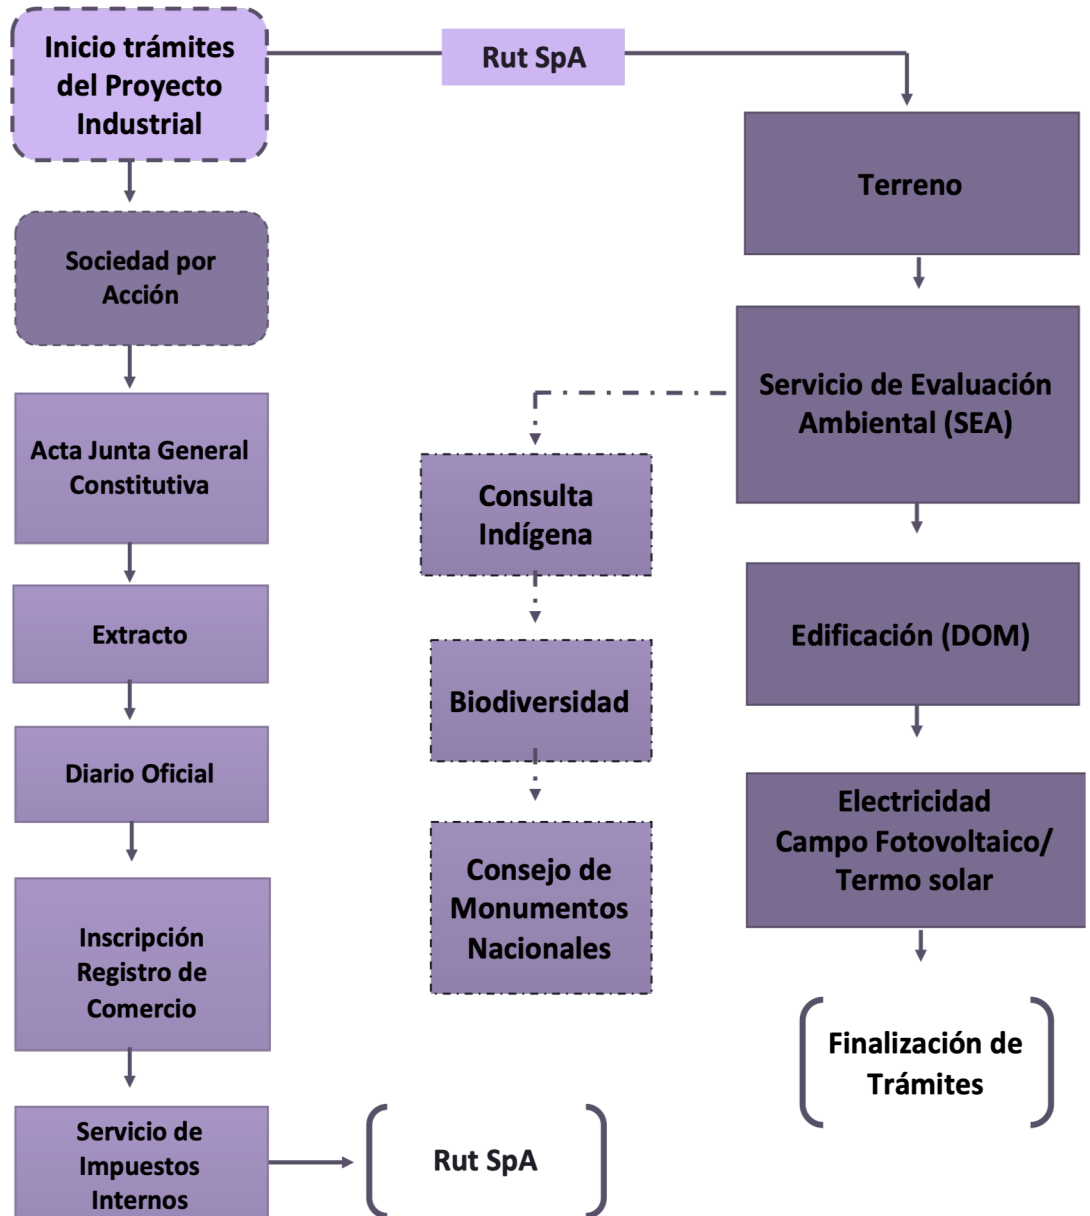 Inicio trámites
del Proyecto
Industrial
Rut SpA
Sociedad por
Acción
Acta Junta General
Constitutiva
Extracto
Diario Oficial
Inscripción
Registro de
Comercio
Servicio de
Impuestos
Internos
Rut SpA
Terreno
Servicio de Evaluación
Ambiental (SEA)
Consulta
Indígena
Biodiversidad
Consejo de
Monumentos
Nacionales
Edificación (DOM)
Electricidad
Campo Fotovoltaico/
Termo solar
Finalización de
Trámites